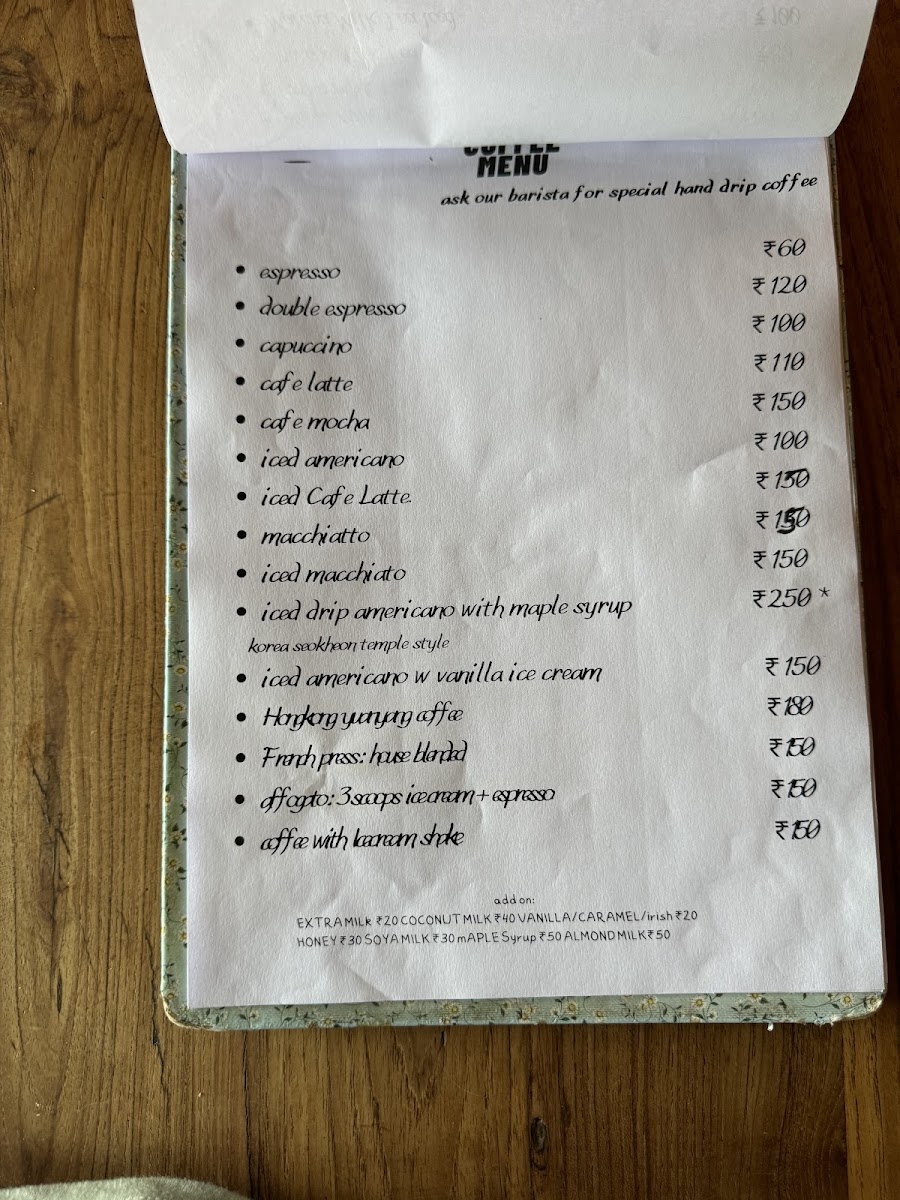 COFFEE
MENU
ask our barista for special hand drip coffee
• espresso ₹60
• double espresso ₹120
• capuccino ₹100
• cafe latte ₹110
• cafe mocha ₹150
• iced americano ₹100
• iced Cafe Latte. ₹150
• macchiatto ₹150
• iced macchiato ₹150
• iced drip americano with maple syrup ₹250 *
korea seokheon temple style
• iced americano w vanilla ice cream ₹150
• Hongkong yuanyang coffee ₹180
• French press: house blended ₹150
• affogato: 3 scoops ice cream + espresso ₹150
• coffee with Icecream shake ₹150
add on:
EXTRA MILk ₹20 COCONUT MILK ₹40 VANILLA/CARAMEL/irish ₹20
HONEY ₹30 SOYA MILK ₹30 mAPLE Syrup ₹50 ALMOND MILK ₹50